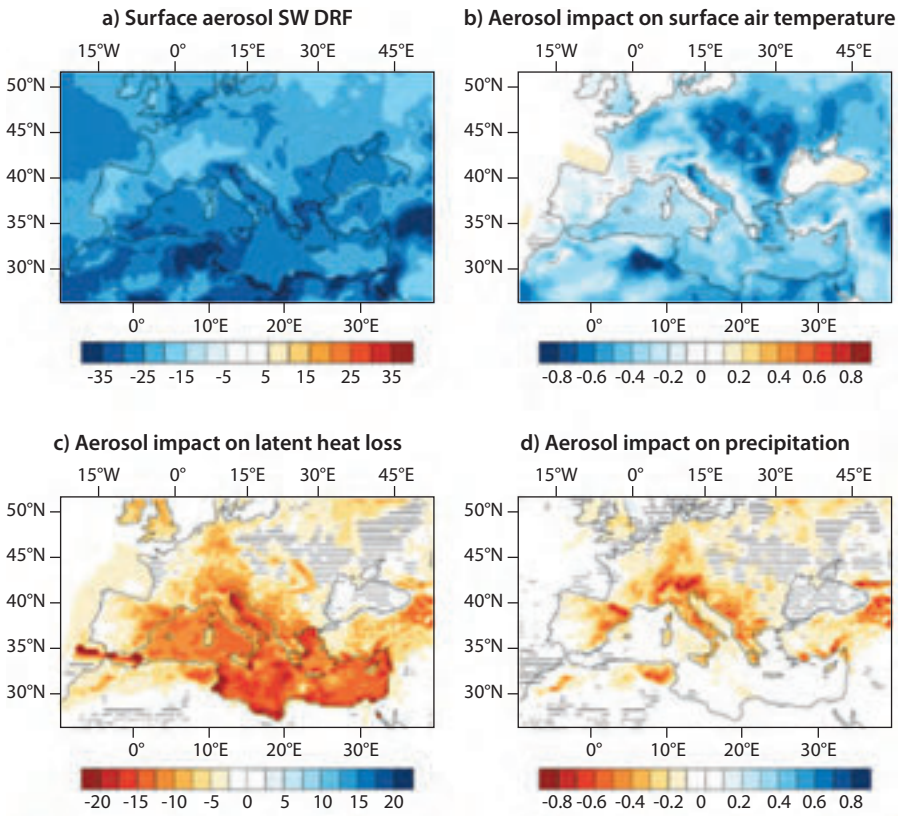 a) Surface aerosol SW DRF
15°W 0° 15°E 30°E 45°E
50°N
45°N
40°N
35°N
30°N
0° 10°E 20°E 30°E
-35 -25 -15 -5 5 15 25 35
b) Aerosol impact on surface air temperature
15°W 0° 15°E 30°E 45°E
50°N
45°N
40°N
35°N
30°N
0° 10°E 20°E 30°E
-0.8 -0.6 -0.4 -0.2 0 0.2 0.4 0.6 0.8
c) Aerosol impact on latent heat loss
15°W 0° 15°E 30°E 45°E
50°N
45°N
40°N
35°N
30°N
0° 10°E 20°E 30°E
-20 -15 -10 -5 0 5 10 15 20
d) Aerosol impact on precipitation
15°W 0° 15°E 30°E 45°E
50°N
45°N
40°N
35°N
30°N
0° 10°E 20°E 30°E
-0.8 -0.6 -0.4 -0.2 0 0.2 0.4 0.6 0.8